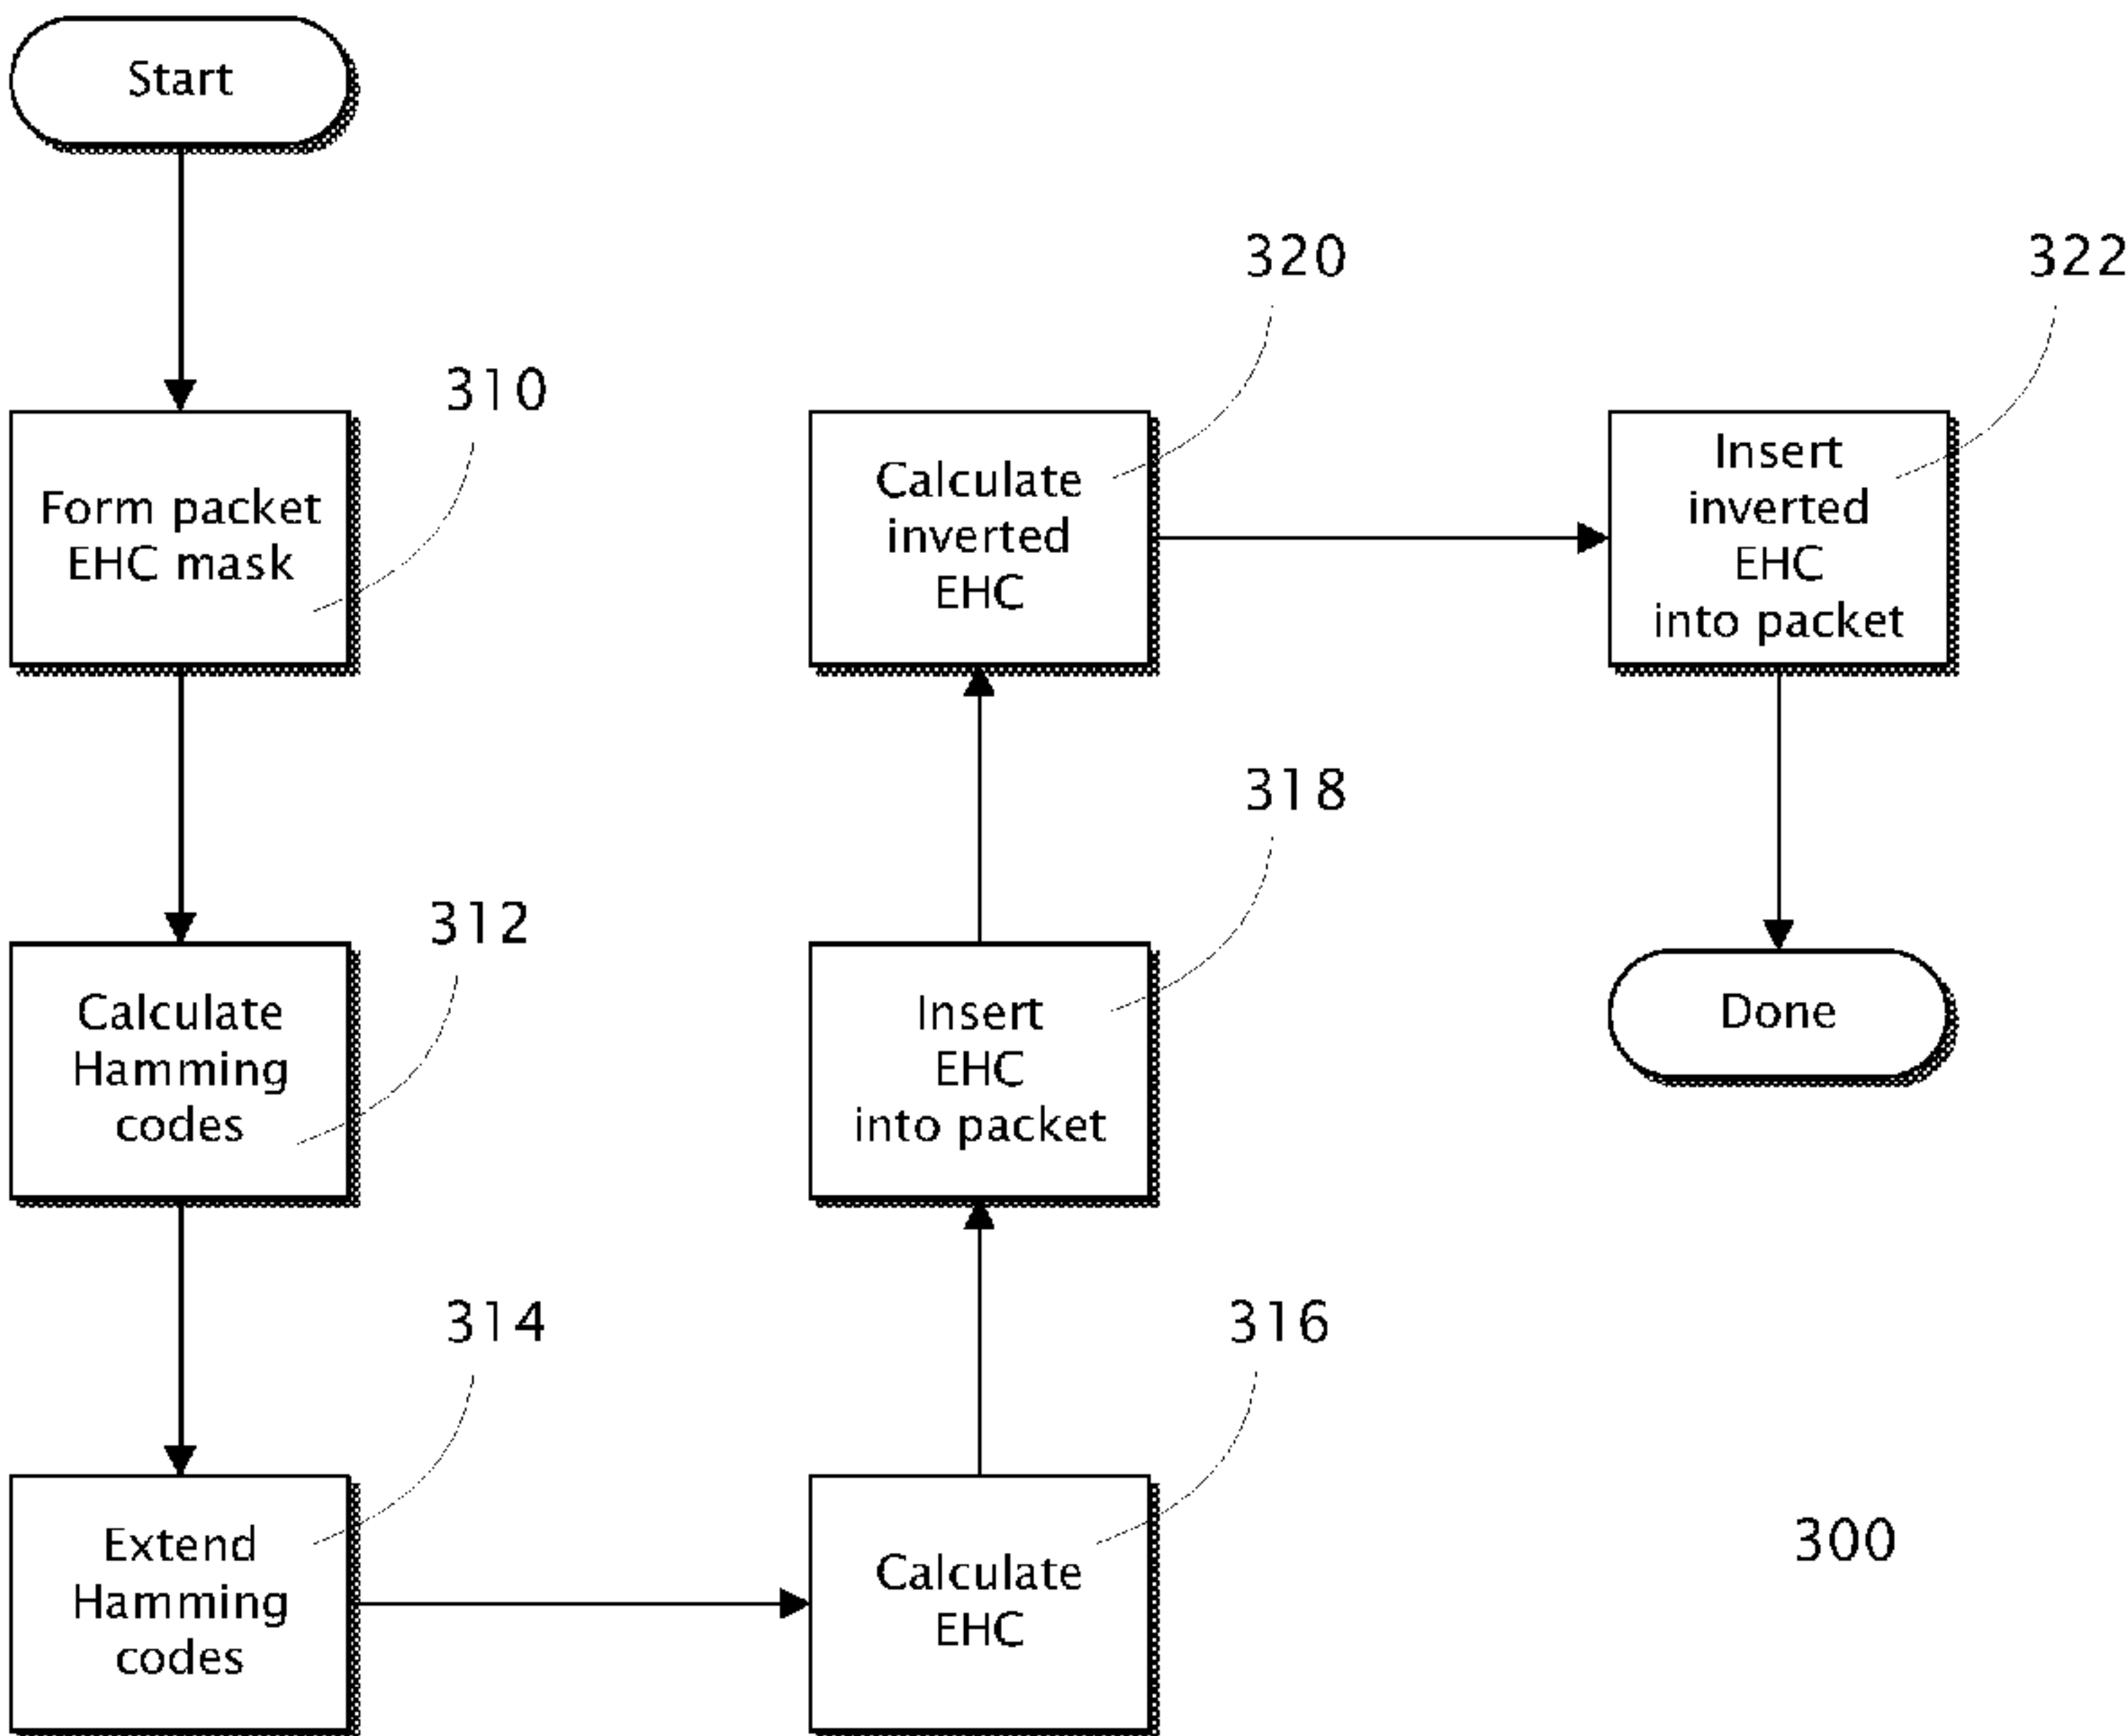 Start
310
Form packet
EHC mask
312
Calculate
Hamming
codes
314
Extend
Hamming
codes
316
Calculate
EHC
318
Insert
EHC
into packet
320
Calculate
inverted
EHC
322
Insert
inverted
EHC
into packet
Done
300